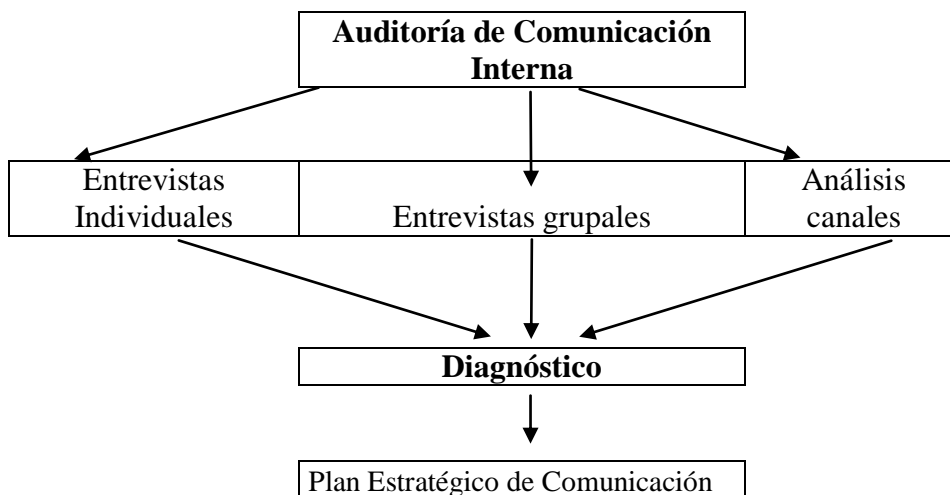 Auditoría de Comunicación
Interna
Entrevistas
Individuales
Entrevistas grupales
Análisis
canales
Diagnóstico
Plan Estratégico de Comunicación